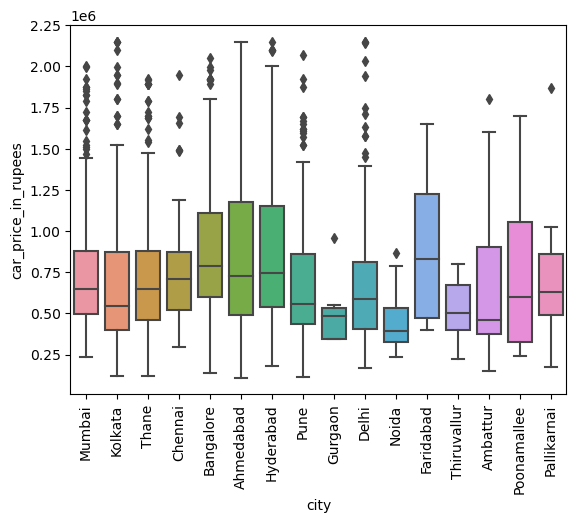 1e6
2.25
2.00
1.75
1.50
1.25
1.00
0.75
0.50
0.25
car_price_in_rupees
Mumbai
Kolkata
Thane
Chennai
Bangalore
Ahmedabad
Hyderabad
Pune
Gurgaon
Delhi
Noida
Faridabad
Thiruvallur
Ambattur
Poonamallee
Pallikarnai
city